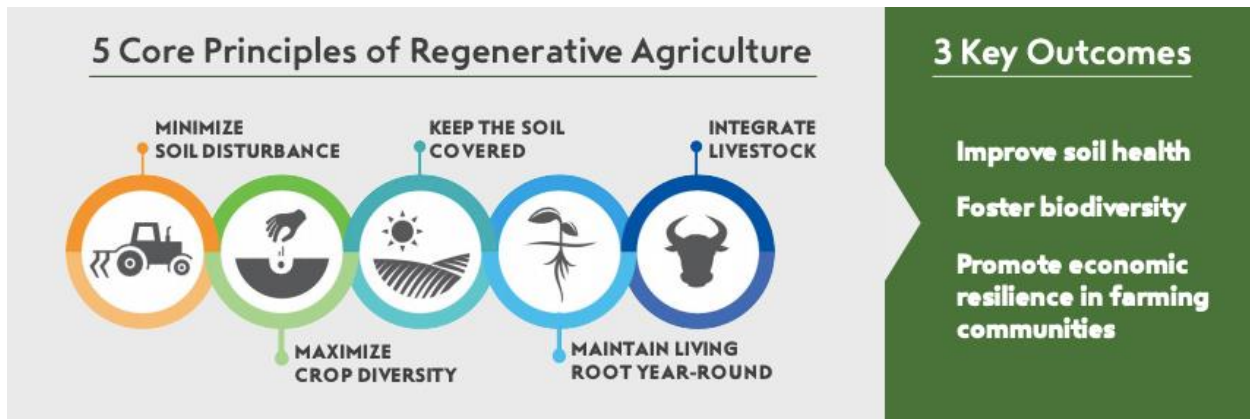 5 Core Principles of Regenerative Agriculture
MINIMIZE
SOIL DISTURBANCE
MAXIMIZE
CROP DIVERSITY
KEEP THE SOIL
COVERED
MAINTAIN LIVING
ROOT YEAR-ROUND
INTEGRATE
LIVESTOCK
3 Key Outcomes
Improve soil health
Foster biodiversity
Promote economic
resilience in farming
communities